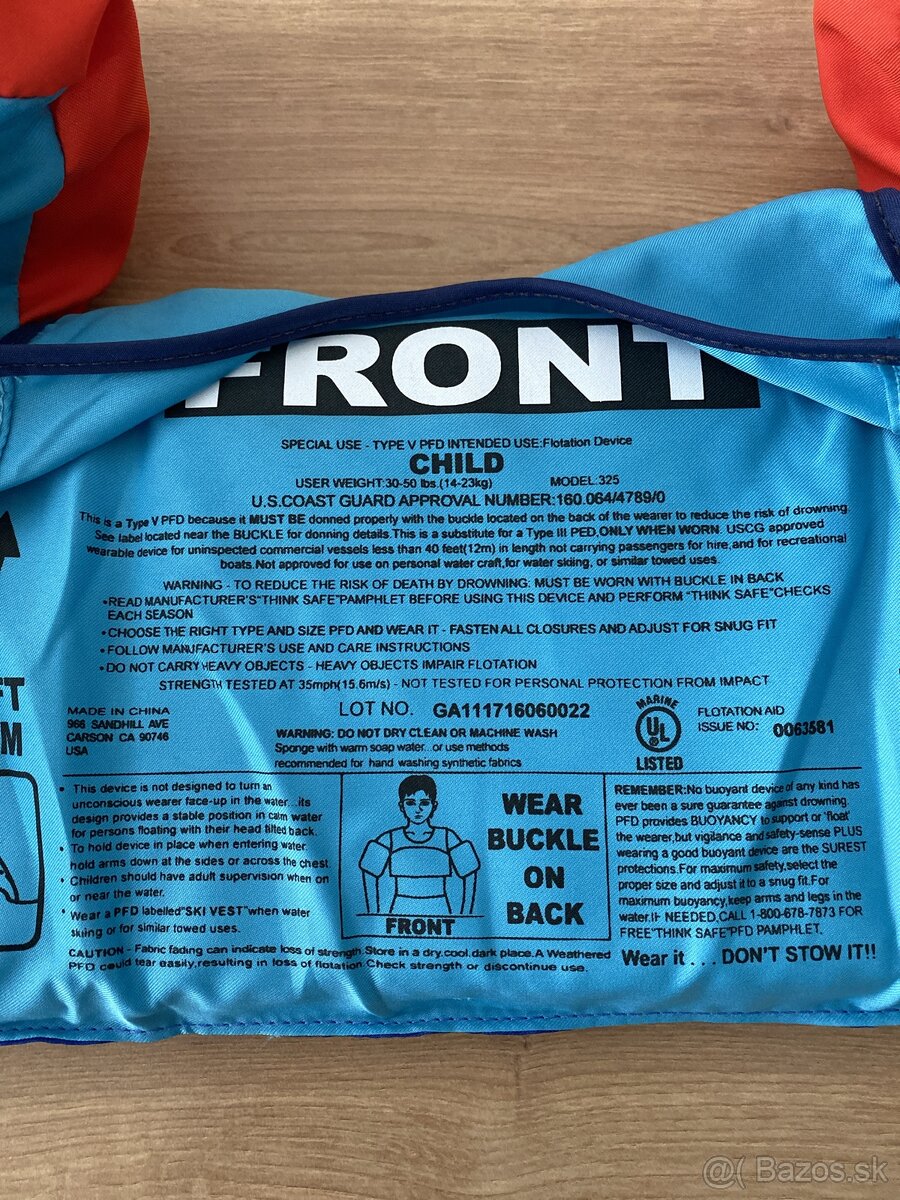 FRONT
SPECIAL USE - TYPE V PFD INTENDED USE:Flotation Device
CHILD
USER WEIGHT:30-50 lbs.(14-23kg) MODEL.325
U.S.COAST GUARD APPROVAL NUMBER:160.064/4789/0
This is a Type V PFD because it MUST BE donned properly with the buckle located on the back of the wearer to reduce the risk of drowning.
See label located near the BUCKLE for donning details.This is a substitute for a Type III PED,ONLY WHEN WORN. USCG approved
wearable device for uninspected commercial vessels less than 40 feet(12m) in length not carrying passengers for hire,and for recreational
boats.Not approved for use on personal water craft,for water skiing, or similar towed uses.
WARNING - TO REDUCE THE RISK OF DEATH BY DROWNING: MUST BE WORN WITH BUCKLE IN BACK
•READ MANUFACTURER'S"THINK SAFE"PAMPHLET BEFORE USING THIS DEVICE AND PERFORM "THINK SAFE"CHECKS
EACH SEASON
•CHOOSE THE RIGHT TYPE AND SIZE PFD AND WEAR IT - FASTEN ALL CLOSURES AND ADJUST FOR SNUG FIT
•FOLLOW MANUFACTURER'S USE AND CARE INSTRUCTIONS
•DO NOT CARRY HEAVY OBJECTS - HEAVY OBJECTS IMPAIR FLOTATION
STRENGTH TESTED AT 35mph(15.6m/s) - NOT TESTED FOR PERSONAL PROTECTION FROM IMPACT
FT
M
MADE IN CHINA
966 SANDHILL AVE
CARSON CA 90746
USA
LOT NO. GA111716060022
WARNING: DO NOT DRY CLEAN OR MACHINE WASH
Sponge with warm soap water...or use methods
recommended for hand washing synthetic fabrics
MARINE
UL
LISTED
FLOTATION AID
ISSUE NO: 0063581
• This device is not designed to turn an
unconscious wearer face-up in the water...its
design provides a stable position in calm water
for persons floating with their head tilted back.
• To hold device in place when entering water.
hold arms down at the sides or across the chest.
• Children should have adult supervision when on
or near the water.
• Wear a PFD labelled"SKI VEST"when water
skiing or for similar towed uses.
FRONT
WEAR
BUCKLE
ON
BACK
REMEMBER:No buoyant device of any kind has
ever been a sure guarantee against drowning.
PFD provides BUOYANCY to support or 'float'
the wearer,but vigilance and safety-sense PLUS
wearing a good buoyant device are the SUREST
protections.For maximum safety,select the
proper size and adjust it to a snug fit.For
maximum buoyancy,keep arms and legs in the
water.IF NEEDED,CALL 1-800-678-7873 FOR
FREE"THINK SAFE"PFD PAMPHLET.
CAUTION - Fabric fading can indicate loss of strength.Store in a dry.cool.dark place.A Weathered
PFD could tear easily,resulting in loss of flotation.Check strength or discontinue use.
Wear it . . . DON'T STOW IT!!
@Bazos.sk